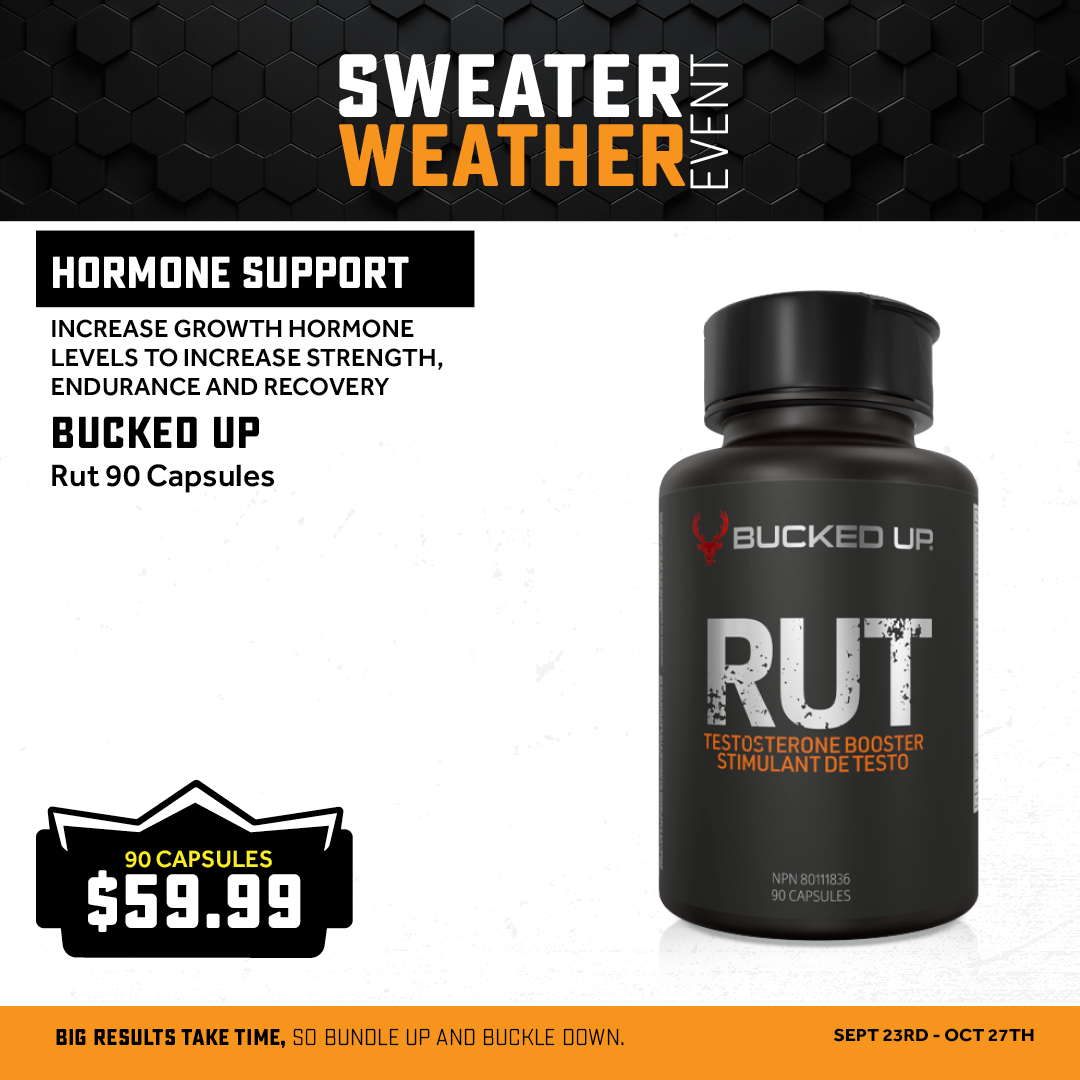 SWEATER
WEATHER
EVENT
HORMONE SUPPORT
INCREASE GROWTH HORMONE
LEVELS TO INCREASE STRENGTH,
ENDURANCE AND RECOVERY
BUCKED UP
Rut 90 Capsules
BUCKED UP.
RUT
TESTOSTERONE BOOSTER
STIMULANT DE TESTO
NPN 80111836
90 CAPSULES
90 CAPSULES
$59.99
BIG RESULTS TAKE TIME, SO BUNDLE UP AND BUCKLE DOWN.
SEPT 23RD - OCT 27TH